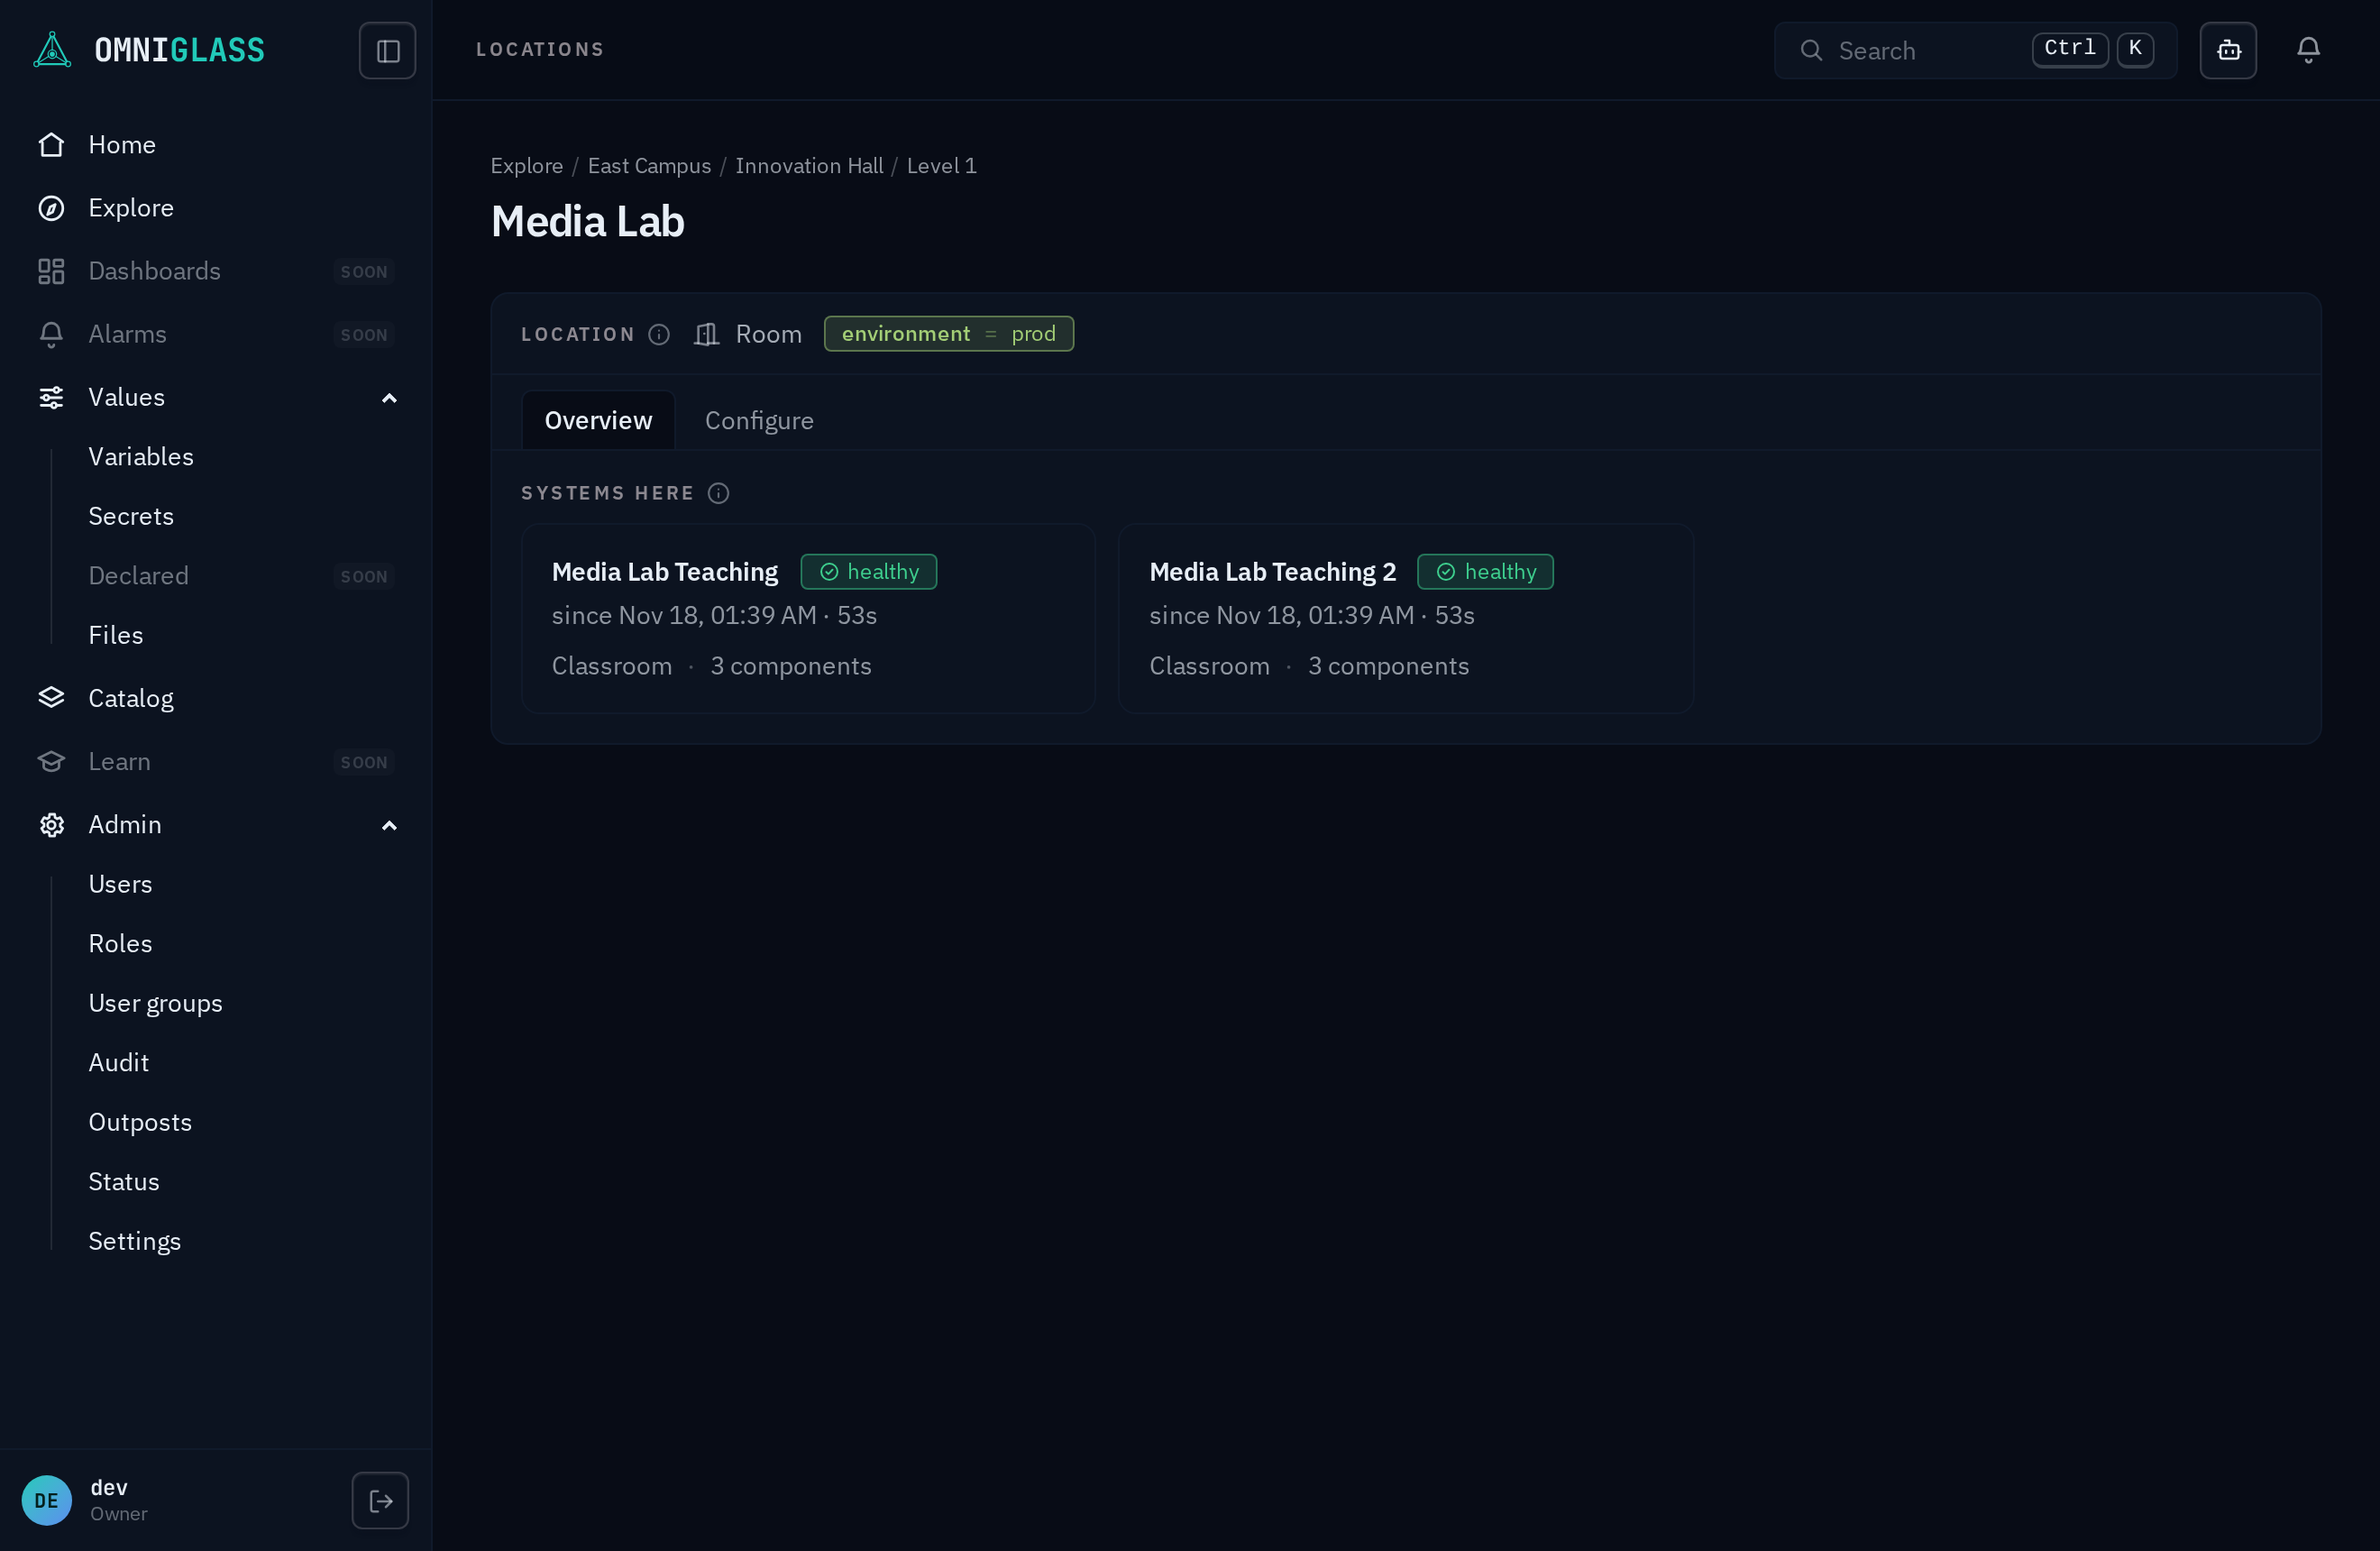 OMNIGLASS
Home
Explore
Dashboards SOON
Alarms SOON
Values
Variables
Secrets
Declared SOON
Files
Catalog
Learn SOON
Admin
Users
Roles
User groups
Audit
Outposts
Status
Settings
DE
dev
Owner
LOCATIONS
Search Ctrl K
Explore / East Campus / Innovation Hall / Level 1
Media Lab
LOCATION Room environment = prod
Overview Configure
SYSTEMS HERE
Media Lab Teaching healthy
since Nov 18, 01:39 AM · 53s
Classroom · 3 components
Media Lab Teaching 2 healthy
since Nov 18, 01:39 AM · 53s
Classroom · 3 components